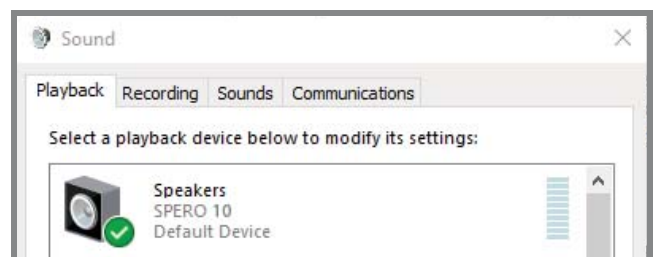 Sound
Playback Recording Sounds Communications
Select a playback device below to modify its settings:
Speakers
SPERO 10
Default Device